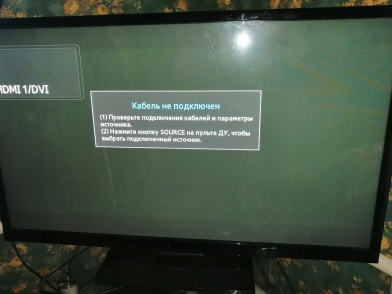 HDMI 1/DVI
Кабель не подключен
(1) Проверьте подключения кабелей и параметры
источника.
(2) Нажмите кнопку SOURCE на пульте ДУ, чтобы
выбрать подключенный источник.